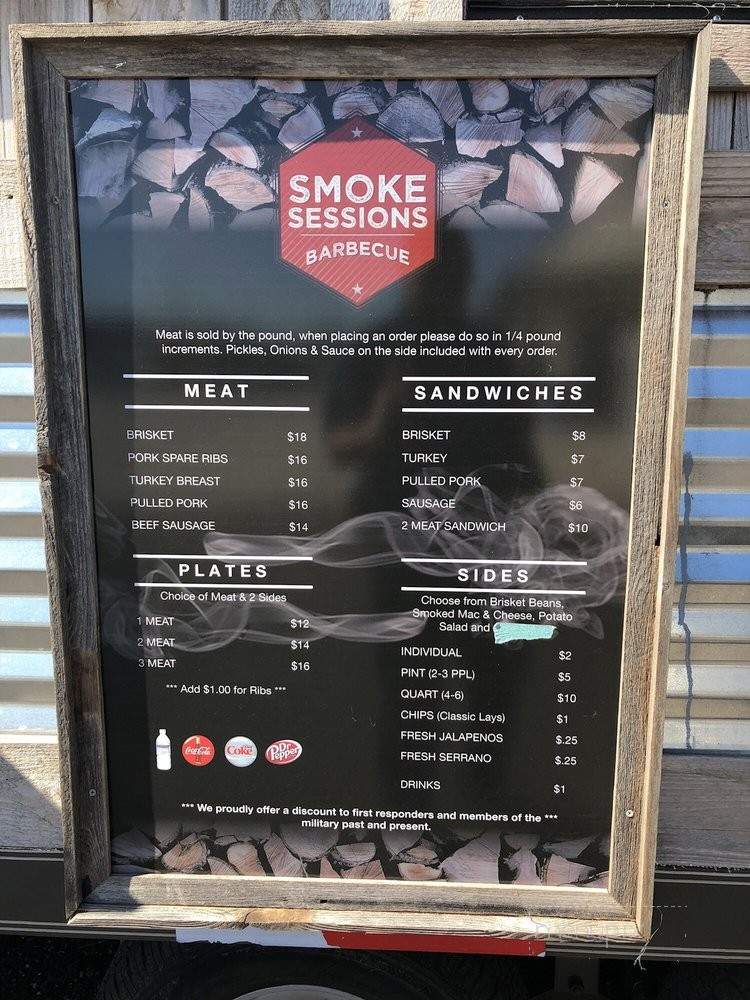 SMOKE
SESSIONS
BARBECUE
Meat is sold by the pound, when placing an order please do so in 1/4 pound
increments. Pickles, Onions & Sauce on the side included with every order.
MEAT
BRISKET $18
PORK SPARE RIBS $16
TURKEY BREAST $16
PULLED PORK $16
BEEF SAUSAGE $14
PLATES
Choice of Meat & 2 Sides
1 MEAT $12
2 MEAT $14
3 MEAT $16
*** Add $1.00 for Ribs ***
SANDWICHES
BRISKET $8
TURKEY $7
PULLED PORK $7
SAUSAGE $6
2 MEAT SANDWICH $10
SIDES
Choose from Brisket Beans,
Smoked Mac & Cheese, Potato
Salad and
INDIVIDUAL $2
PINT (2-3 PPL) $5
QUART (4-6) $10
CHIPS (Classic Lays) $1
FRESH JALAPENOS $.25
FRESH SERRANO $.25
DRINKS $1
Coca-Cola
Coke
Dr Pepper
*** We proudly offer a discount to first responders and members of the ***
military past and present.